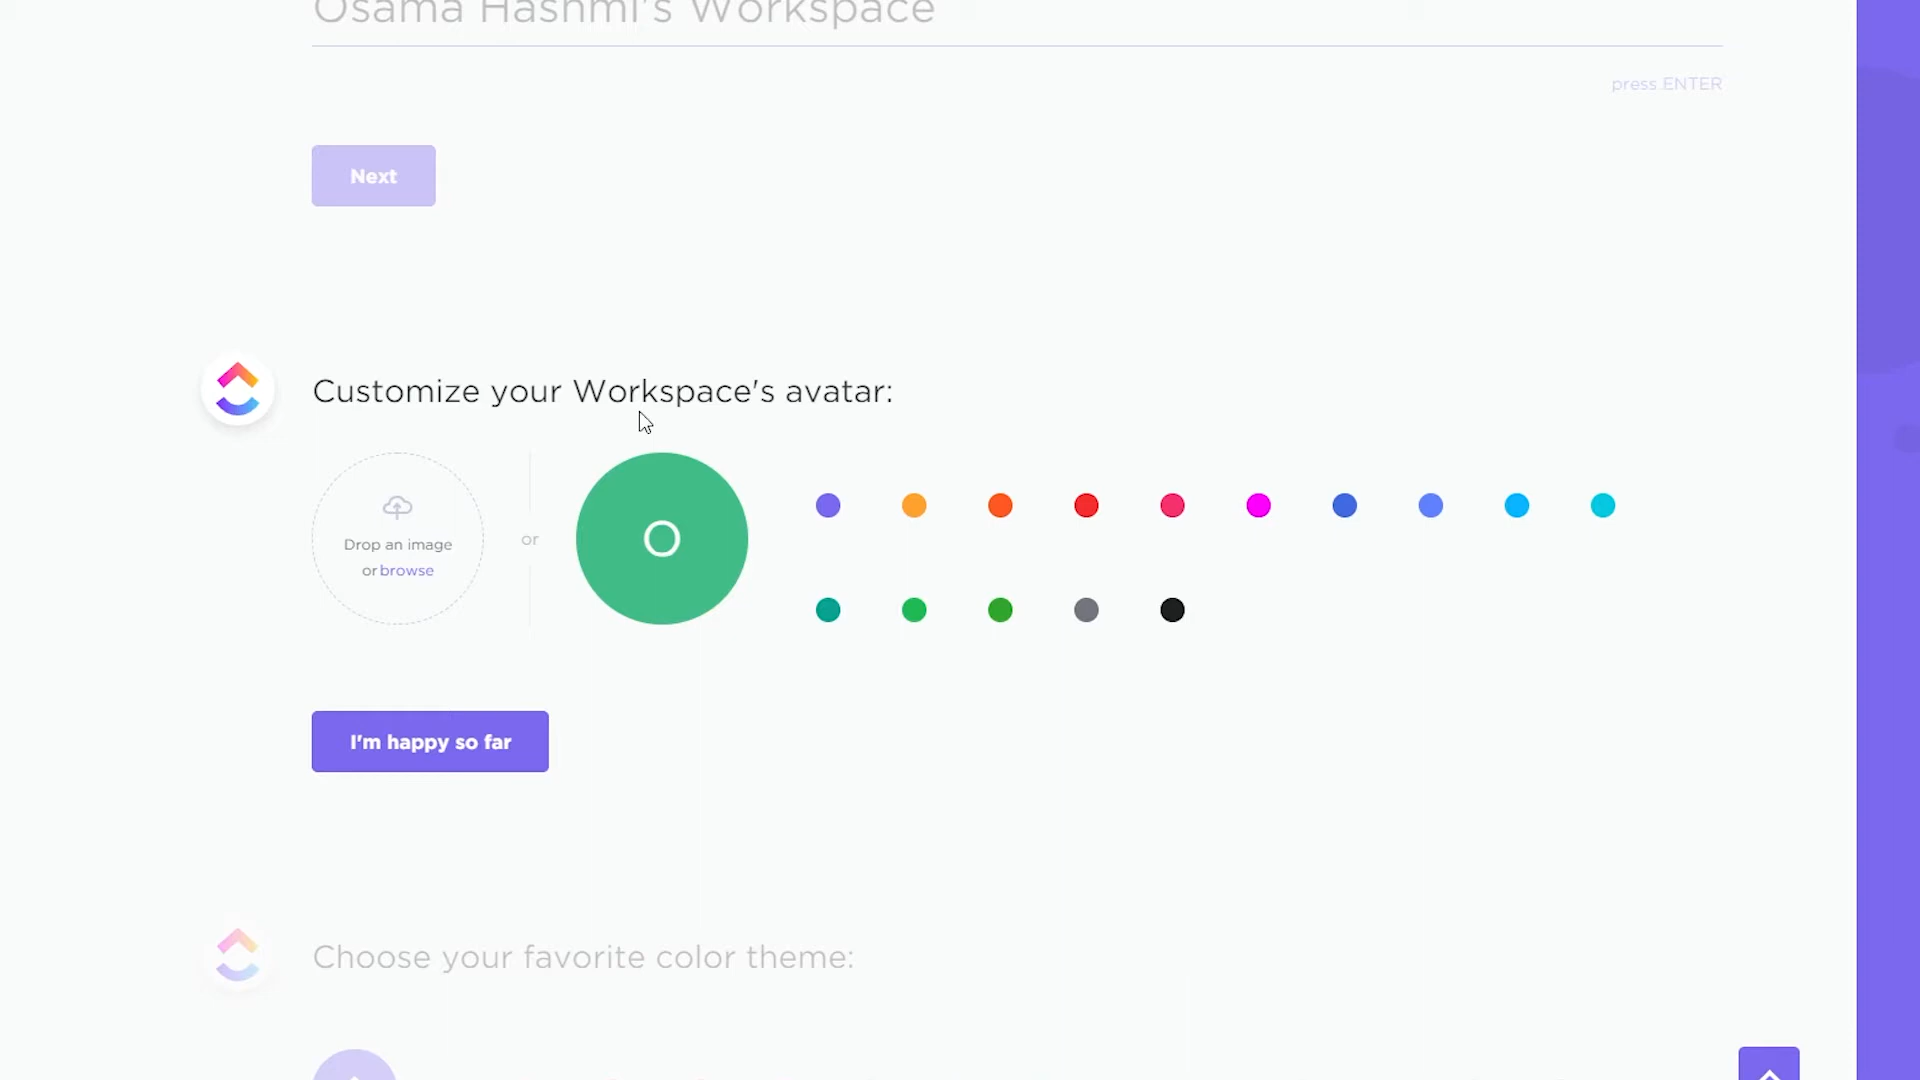 Osama Hashmi's Workspace
press ENTER
Next
Customize your Workspace's avatar:
Drop an image
or browse
or
O
I'm happy so far
Choose your favorite color theme: